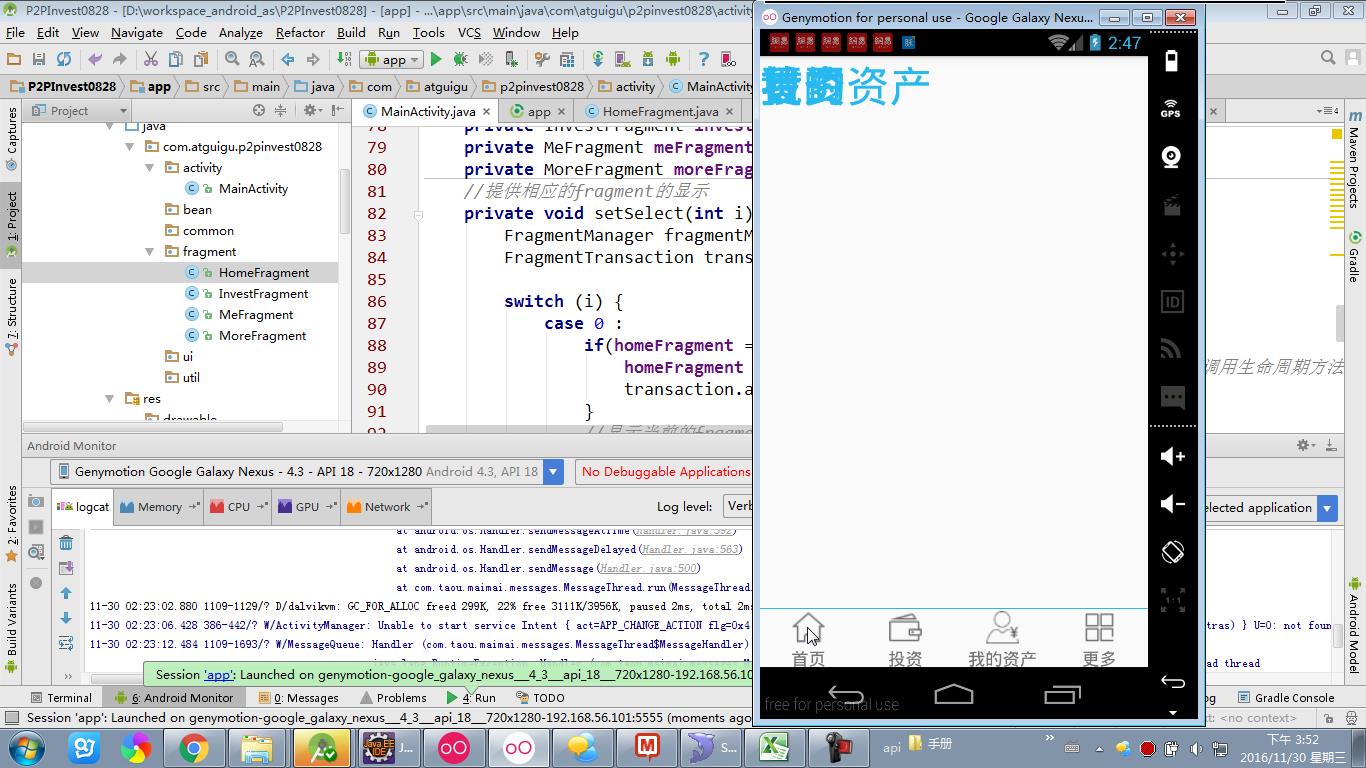 P2PInvest0828 - [D:\workspace_android_as\P2PInvest0828] - [app] - ...\app\src\main\java\com\atguigu\p2pinvest0828\activity
File Edit View Navigate Code Analyze Refactor Build Run Tools VCS Window Help
app
P2PInvest0828 app src main java com atguigu p2pinvest0828 activity MainActivity
Project
MainActivity.java app HomeFragment.java
Captures
1: Project
7: Structure
2: Favorites
Build Variants
java
com.atguigu.p2pinvest0828
activity
MainActivity
bean
common
fragment
HomeFragment
InvestFragment
MeFragment
MoreFragment
ui
util
res
drawable
78 private InvestFragment invest
79 private MeFragment meFragment
80 private MoreFragment moreFrag
81 //提供相应的fragment的显示
82 private void setSelect(int i)
83 FragmentManager fragmentM
84 FragmentTransaction trans
85
86 switch (i) {
87 case 0 :
88 if(homeFragment =
89 homeFragment
90 transaction.a
91 }
92 //显示当前的fragme
调用生命周期方法
Genymotion for personal use - Google Galaxy Nexu...
2:47
我的资产
GPS
ID
1:1
首页 投资 我的资产 更多
free for personal use
Maven Projects
Gradle
Android Model
Android Monitor
Genymotion Google Galaxy Nexus - 4.3 - API 18 - 720x1280 Android 4.3, API 18
No Debuggable Applications
logcat Memory CPU GPU Network
Log level: Verb
elected application
at android.os.Handler.sendMessageAtTime(Handler.java:592)
at android.os.Handler.sendMessageDelayed(Handler.java:563)
at android.os.Handler.sendMessage(Handler.java:500)
at com.taou.maimai.messages.MessageThread.run(MessageThread.
11-30 02:23:02.880 1109-1129/? D/dalvikvm: GC_FOR_ALLOC freed 299K, 22% free 3111K/3956K, paused 2ms, total 2ms
11-30 02:23:06.428 386-442/? W/ActivityManager: Unable to start service Intent { act=APP_CHANGE_ACTION flg=0x4
tras) } U=0: not foun
11-30 02:23:12.484 1109-1693/? W/MessageQueue: Handler (com.taou.maimai.messages.MessageThread$MessageHandler)
ad thread
Session 'app': Launched on genymotion-google_galaxy_nexus__4_3__api_18__720x1280-192.168.56.10
Terminal 6: Android Monitor 0: Messages Problems 4: Run TODO
Gradle Console
Session 'app': Launched on genymotion-google_galaxy_nexus__4_3__api_18__720x1280-192.168.56.101:5555 (moments ago
t: <no context>
Java EE IDE
J...
S...
api 手册
下午 3:52
2016/11/30 星期三